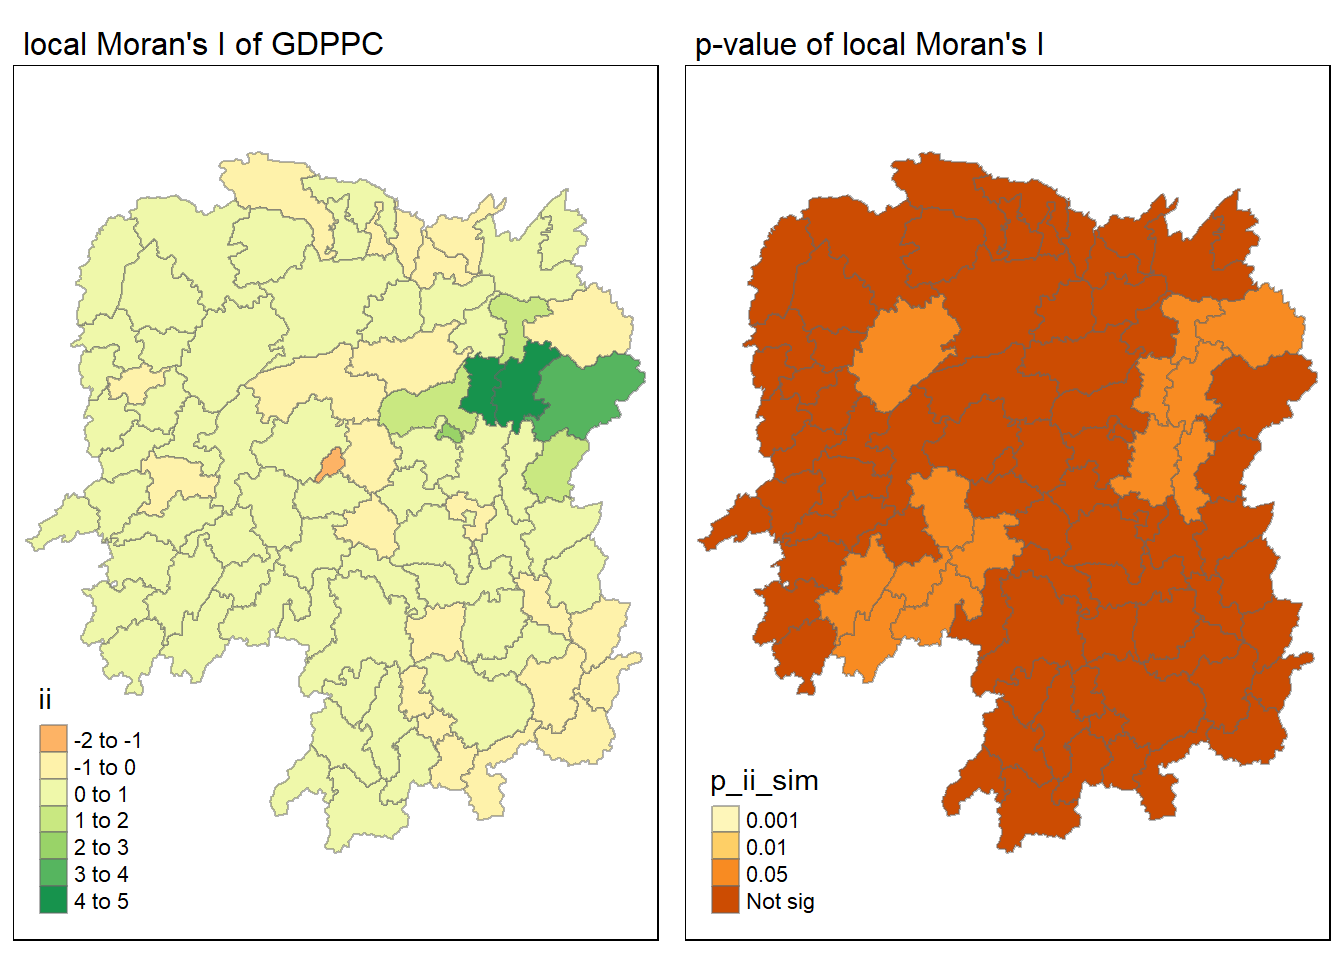 local Moran's I of GDPPC
p-value of local Moran's I
ii
-2 to -1
-1 to 0
0 to 1
1 to 2
2 to 3
3 to 4
4 to 5
p_ii_sim
0.001
0.01
0.05
Not sig